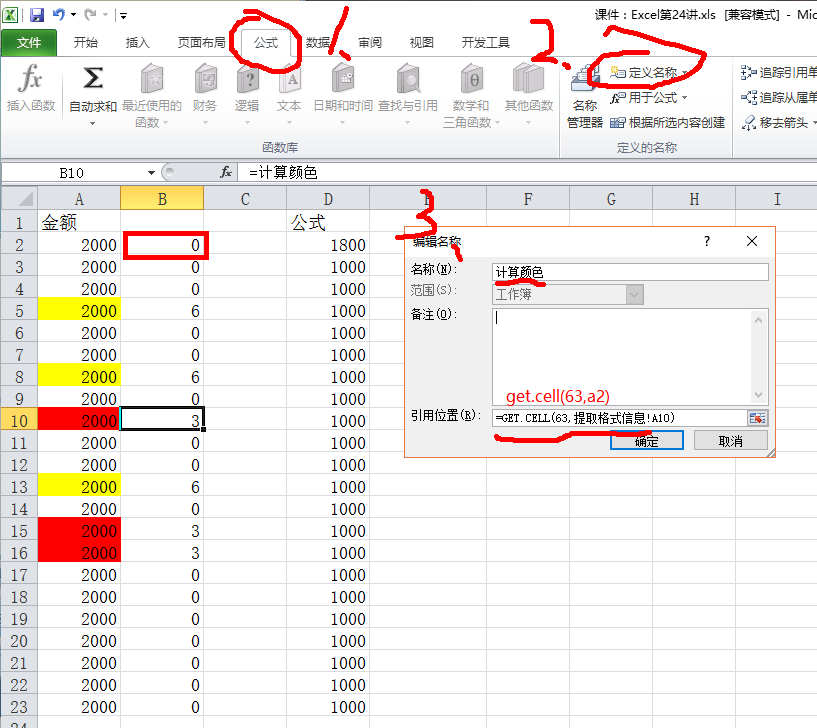 课件：Excel第24讲.xls [兼容模式] - Mic
文件 开始 插入 页面布局 公式 数据 审阅 视图 开发工具
1、 2、
fx Σ ? A θ
插入函数 自动求和 最近使用的函数 财务 逻辑 文本 日期和时间 查找与引用 数学和三角函数 其他函数
函数库
名称管理器 定义名称 用于公式 根据所选内容创建
定义的名称
追踪引用单
追踪从属单
移去箭头
B10 fx =计算颜色
A B C D F G H I
1 金额 公式
2 2000 0 1800
3 2000 0 1000
4 2000 0 1000
5 2000 6 1000
6 2000 0 1000
7 2000 0 1000
8 2000 6 1000
9 2000 0 1000
10 2000 3 1000
11 2000 0 1000
12 2000 0 1000
13 2000 6 1000
14 2000 0 1000
15 2000 3 1000
16 2000 3 1000
17 2000 0 1000
18 2000 0 1000
19 2000 0 1000
20 2000 0 1000
21 2000 0 1000
22 2000 0 1000
23 2000 0 1000
3、
编辑名称 ?
名称(N): 计算颜色
范围(S): 工作簿
备注(O):
get.cell(63,a2)
引用位置(R): =GET.CELL(63,提取格式信息!A10)
确定 取消